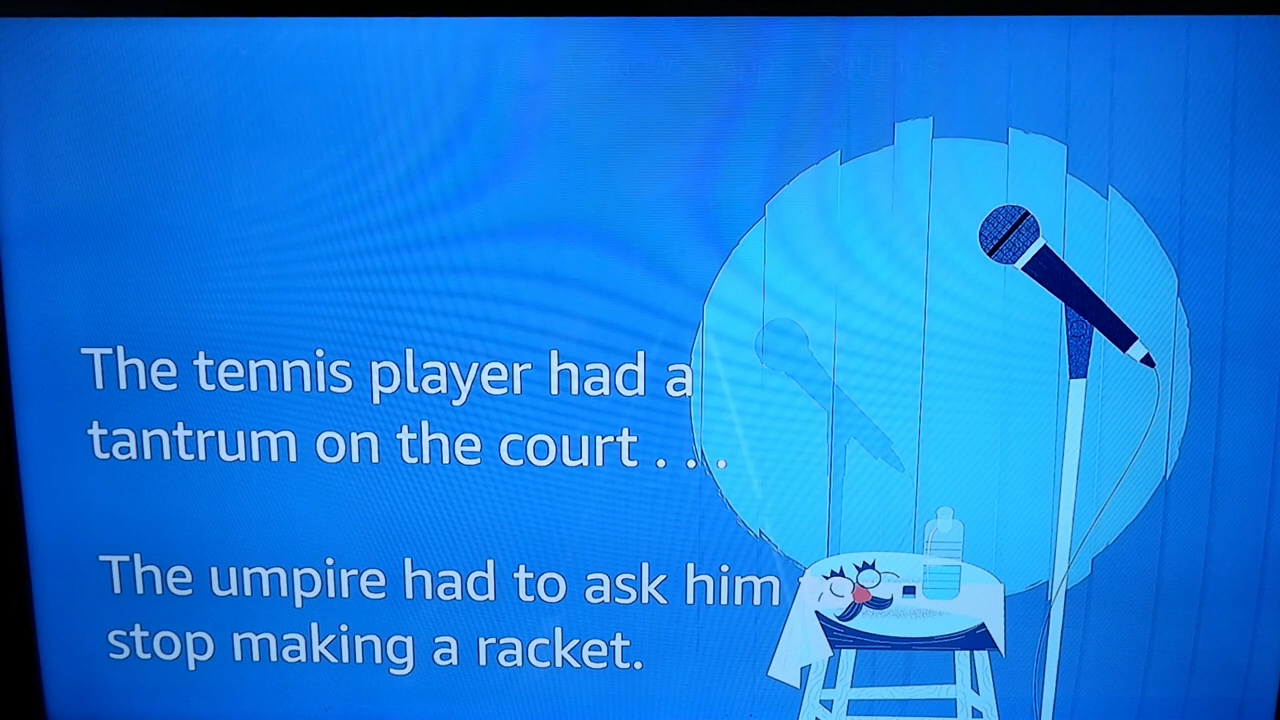 The tennis player had a
tantrum on the court . . .
The umpire had to ask him
stop making a racket.